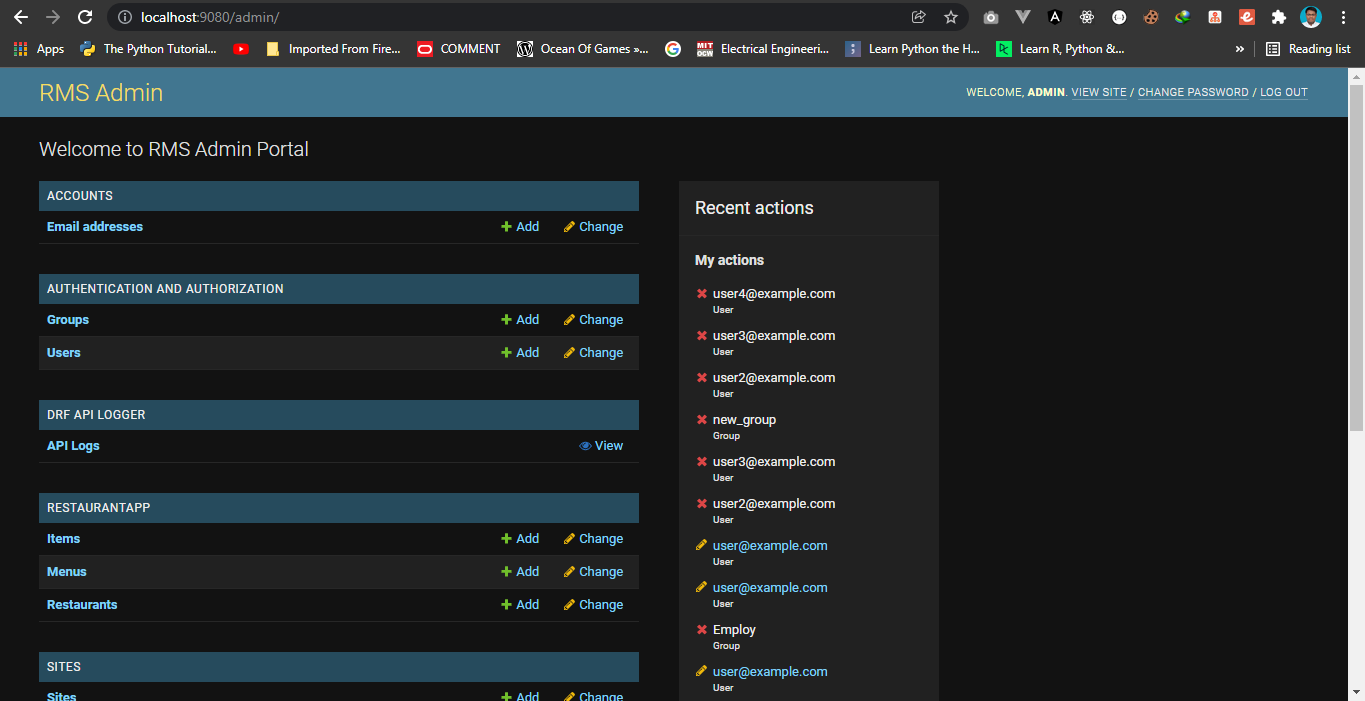 localhost:9080/admin/
Apps The Python Tutorial... Imported From Fire... COMMENT Ocean Of Games »... MIT OCW Electrical Engineeri... ; Learn Python the H... Learn R, Python &... » Reading list
RMS Admin
WELCOME, ADMIN. VIEW SITE / CHANGE PASSWORD / LOG OUT
Welcome to RMS Admin Portal
ACCOUNTS
Email addresses Add Change
AUTHENTICATION AND AUTHORIZATION
Groups Add Change
Users Add Change
DRF API LOGGER
API Logs View
RESTAURANTAPP
Items Add Change
Menus Add Change
Restaurants Add Change
SITES
Sites Add Change
Recent actions
My actions
user4@example.com
User
user3@example.com
User
user2@example.com
User
new_group
Group
user3@example.com
User
user2@example.com
User
user@example.com
User
user@example.com
User
Employ
Group
user@example.com
User